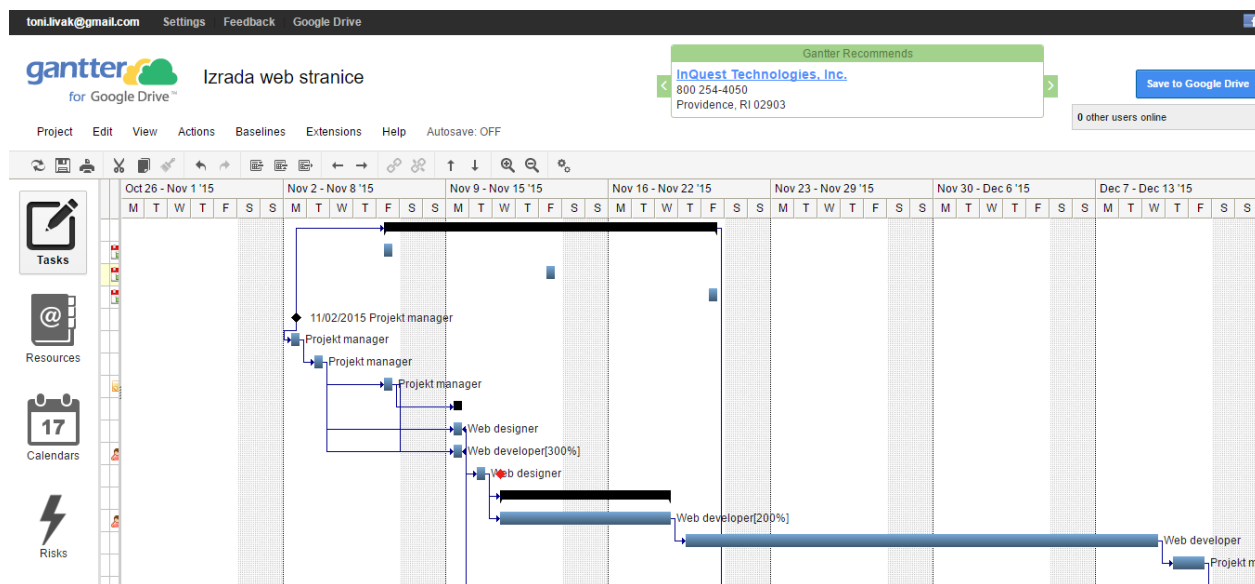 toni.livak@gmail.com Settings Feedback Google Drive
gantter
for Google Drive™
Izrada web stranice
Gantter Recommends
InQuest Technologies, Inc.
800 254-4050
Providence, RI 02903
Save to Google Drive
0 other users online
Project Edit View Actions Baselines Extensions Help Autosave: OFF
Oct 26 - Nov 1 '15 Nov 2 - Nov 8 '15 Nov 9 - Nov 15 '15 Nov 16 - Nov 22 '15 Nov 23 - Nov 29 '15 Nov 30 - Dec 6 '15 Dec 7 - Dec 13 '15
M T W T F S S M T W T F S S M T W T F S S M T W T F S S M T W T F S S M T W T F S S M T W T F S S
Tasks
11/02/2015 Projekt manager
Projekt manager
Resources
Projekt manager
Projekt manager
17
Web designer
Web developer[300%]
Calendars
Web designer
Web developer[200%]
Web developer
Risks
Projekt m